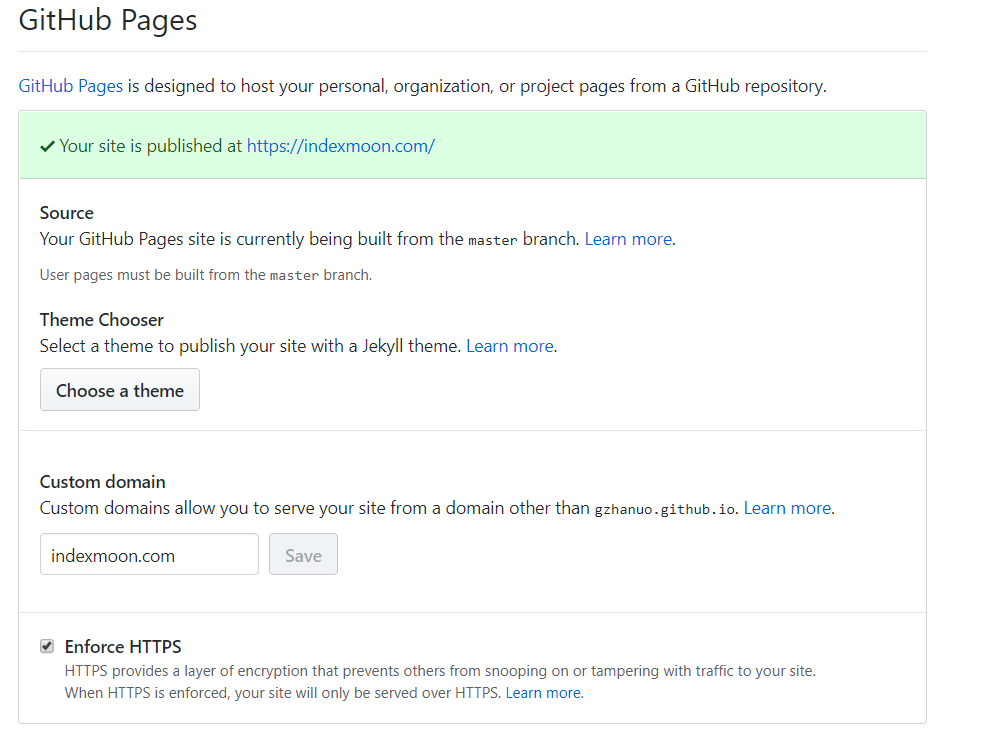 GitHub Pages
GitHub Pages is designed to host your personal, organization, or project pages from a GitHub repository.
Your site is published at https://indexmoon.com/
Source
Your GitHub Pages site is currently being built from the master branch. Learn more.
User pages must be built from the master branch.
Theme Chooser
Select a theme to publish your site with a Jekyll theme. Learn more.
Choose a theme
Custom domain
Custom domains allow you to serve your site from a domain other than gzhanuo.github.io. Learn more.
indexmoon.com Save
Enforce HTTPS
HTTPS provides a layer of encryption that prevents others from snooping on or tampering with traffic to your site.
When HTTPS is enforced, your site will only be served over HTTPS. Learn more.